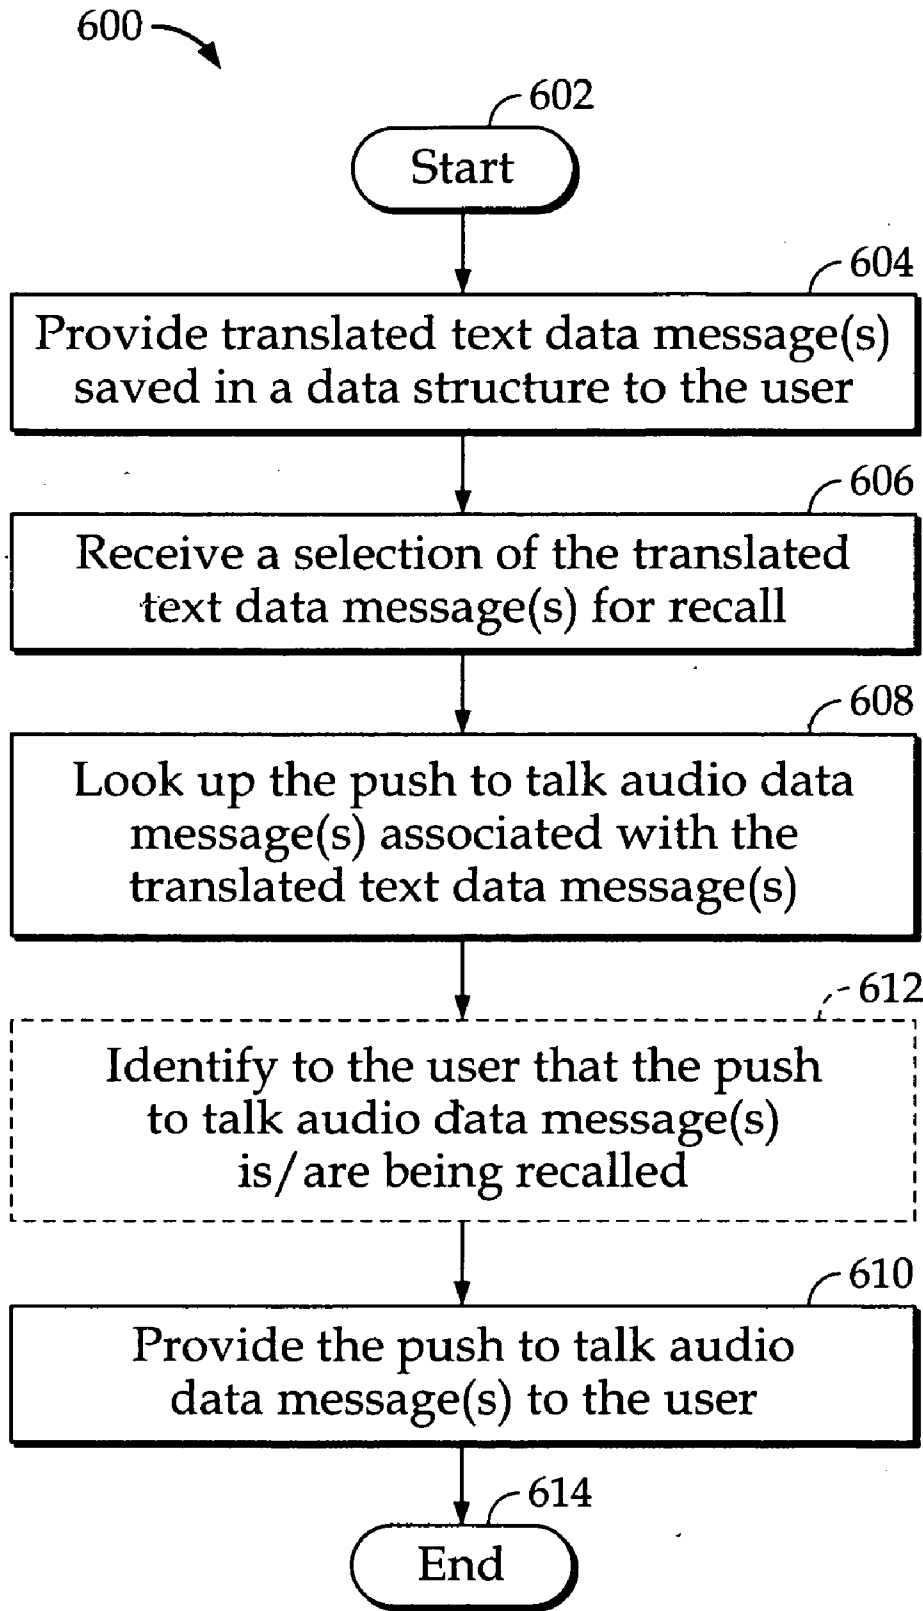 600
602
Start
604
Provide translated text data message(s)
saved in a data structure to the user
606
Receive a selection of the translated
text data message(s) for recall
608
Look up the push to talk audio data
message(s) associated with the
translated text data message(s)
612
Identify to the user that the push
to talk audio data message(s)
is/are being recalled
610
Provide the push to talk audio
data message(s) to the user
614
End